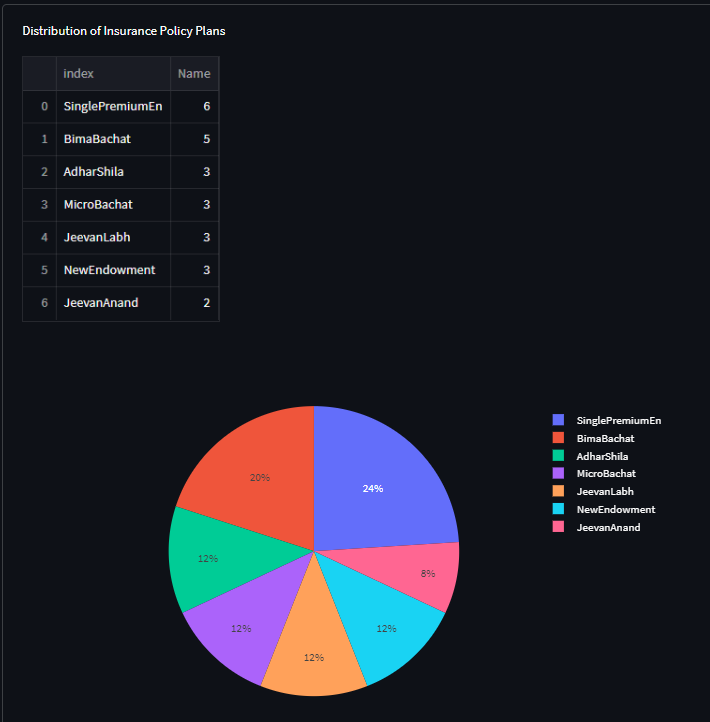 Distribution of Insurance Policy Plans
index Name
0 SinglePremiumEn 6
1 BimaBachat 5
2 AdharShila 3
3 MicroBachat 3
4 JeevanLabh 3
5 NewEndowment 3
6 JeevanAnand 2
SinglePremiumEn
BimaBachat
AdharShila
MicroBachat
JeevanLabh
NewEndowment
JeevanAnand
20%
24%
12%
8%
12%
12%
12%